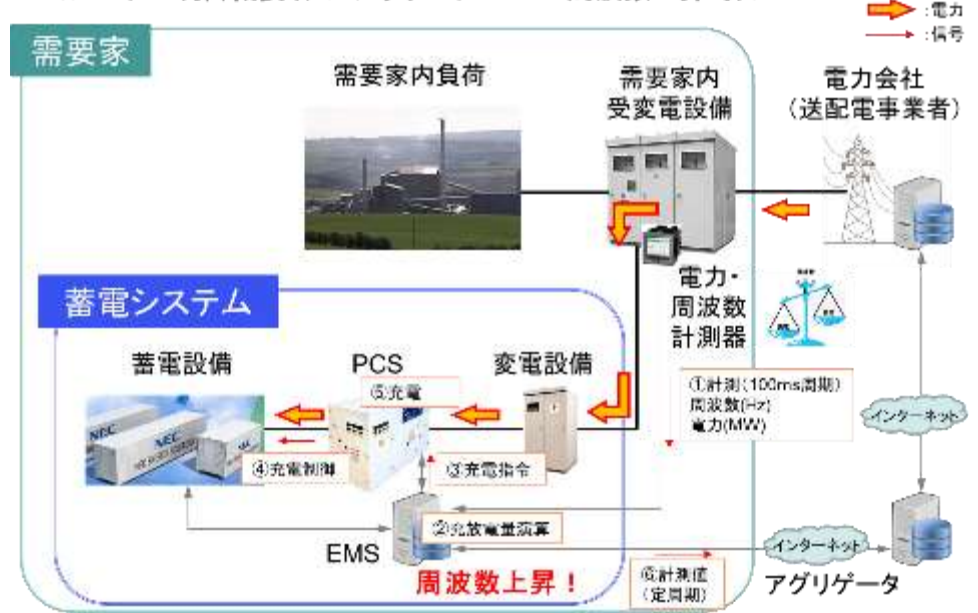 :電力
:信号
需要家
需要家内負荷
需要家内
受変電設備
電力会社
(送配電事業者)
電力・
周波数
計測器
蓄電システム
蓄電設備
PCS
変電設備
⑤充電
①計測(100ms周期)
周波数(Hz)
電力(MW)
インターネット
NEC
NEC
④充電制御
③充電指令
②充放電量演算
EMS
周波数上昇!
インターネット
⑥計測値
(定周期)
アグリゲータ